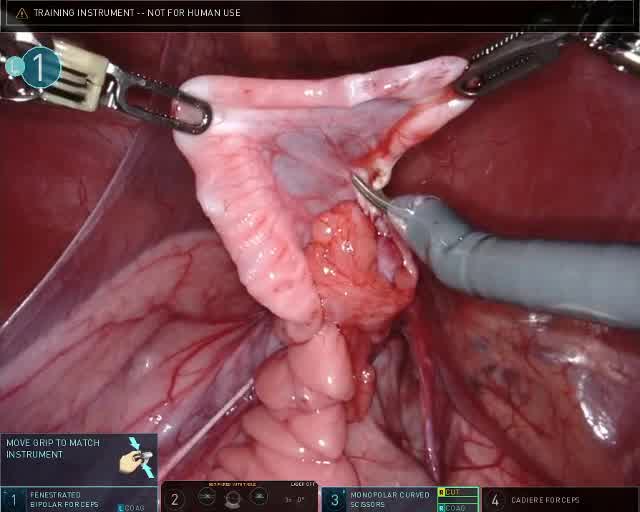 TRAINING INSTRUMENT -- NOT FOR HUMAN USE
1
MOVE GRIP TO MATCH
INSTRUMENT
1
FENESTRATED
BIPOLAR FORCEPS
L COAG
2
3
MONOPOLAR CURVED
SCISSORS
R CUT
R COAG
4
CADIERE FORCEPS